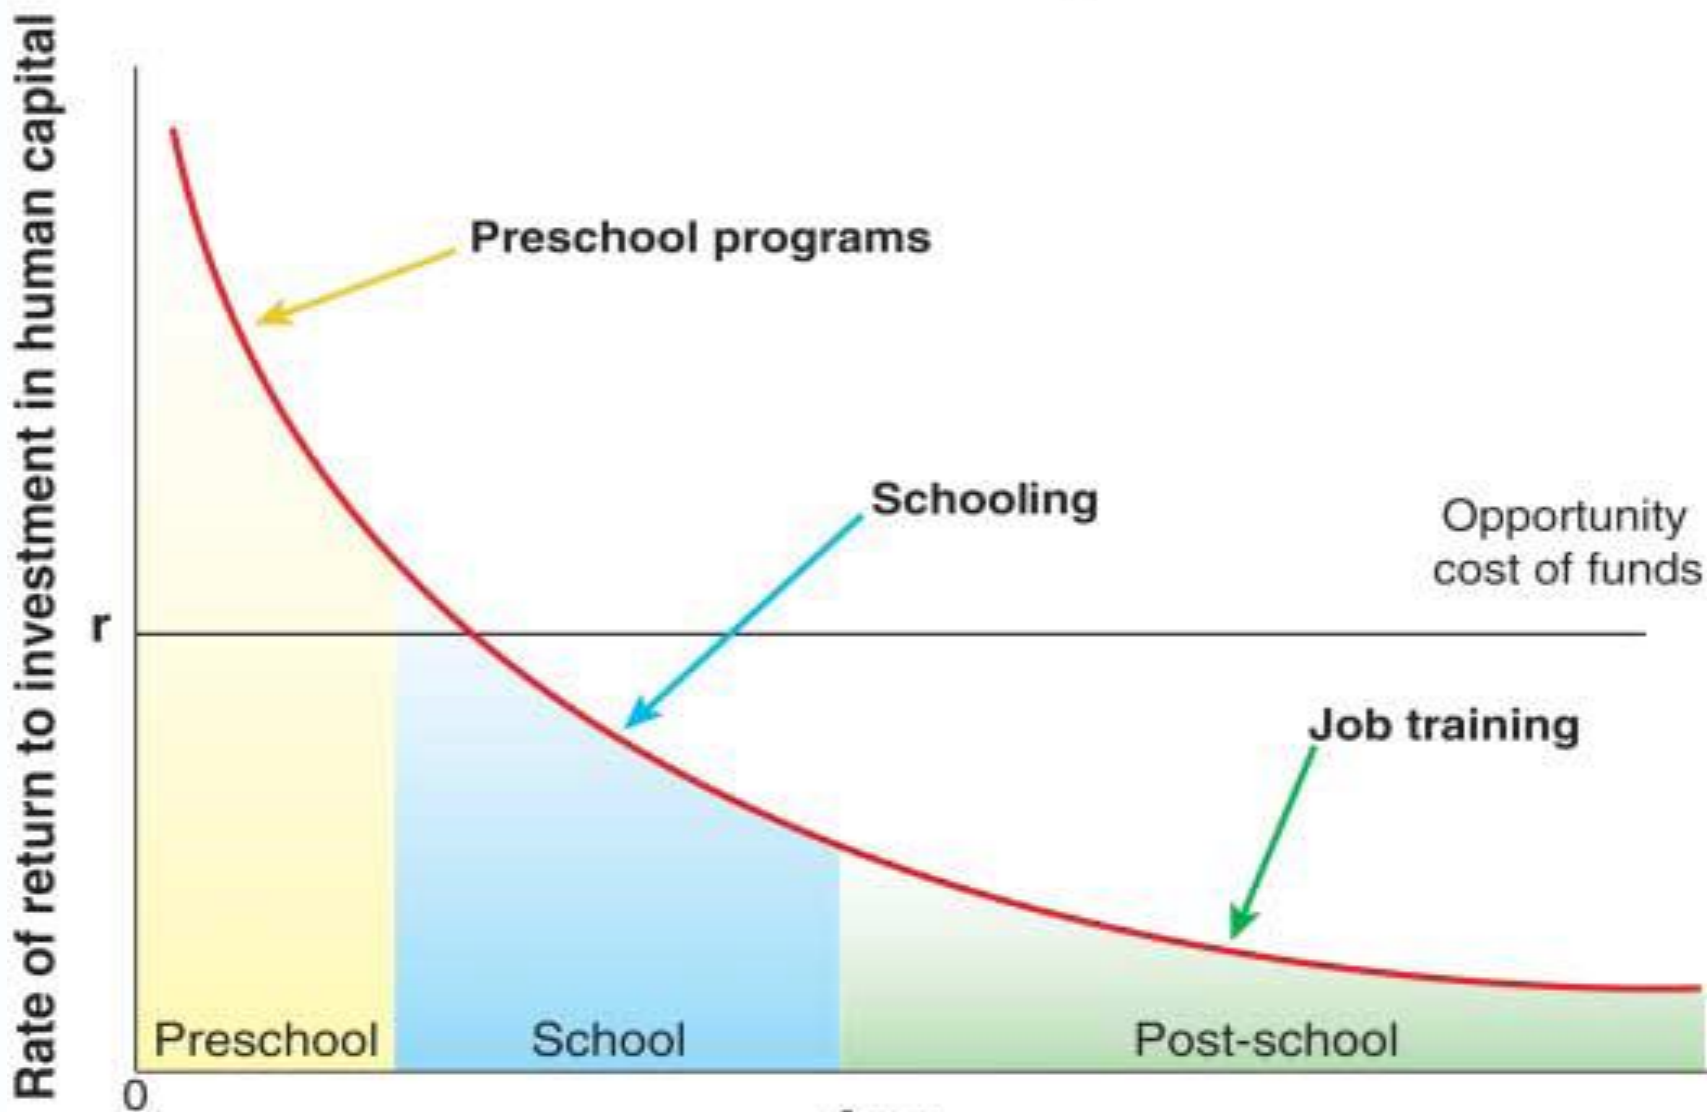 Rate of return to investment in human capital
Preschool programs
Schooling
Opportunity
cost of funds
r
Job training
Preschool
School
Post-school
0